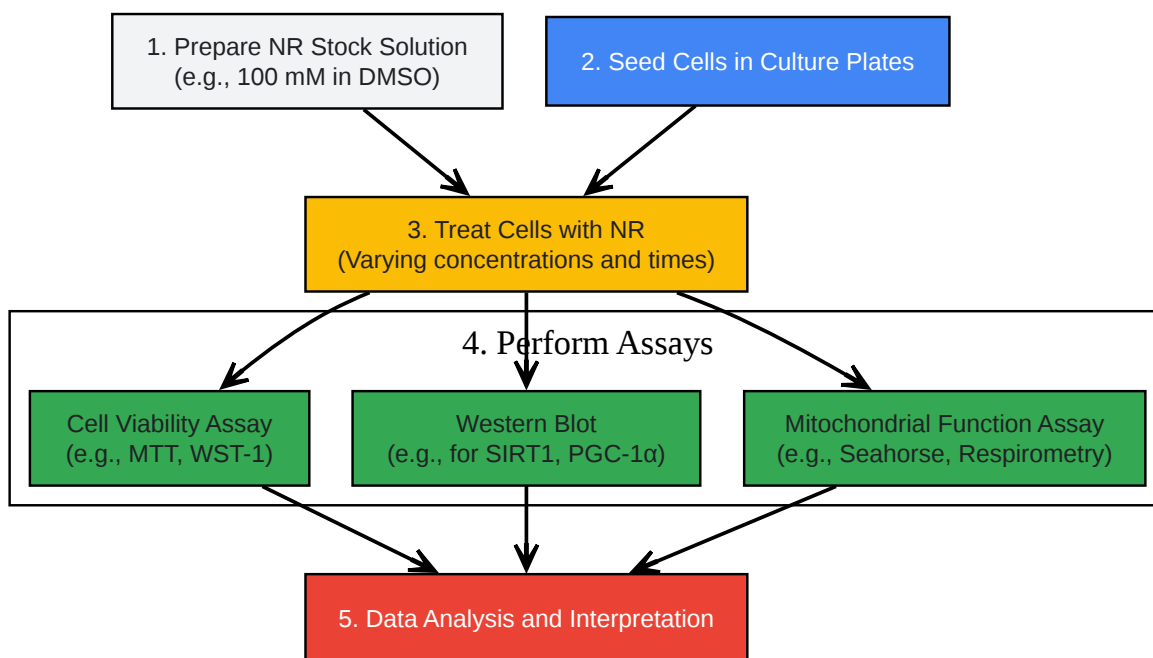 1. Prepare NR Stock Solution
(e.g., 100 mM in DMSO)
2. Seed Cells in Culture Plates
3. Treat Cells with NR
(Varying concentrations and times)
4. Perform Assays
Cell Viability Assay
(e.g., MTT, WST-1)
Western Blot
(e.g., for SIRT1, PGC-1α)
Mitochondrial Function Assay
(e.g., Seahorse, Respirometry)
5. Data Analysis and Interpretation